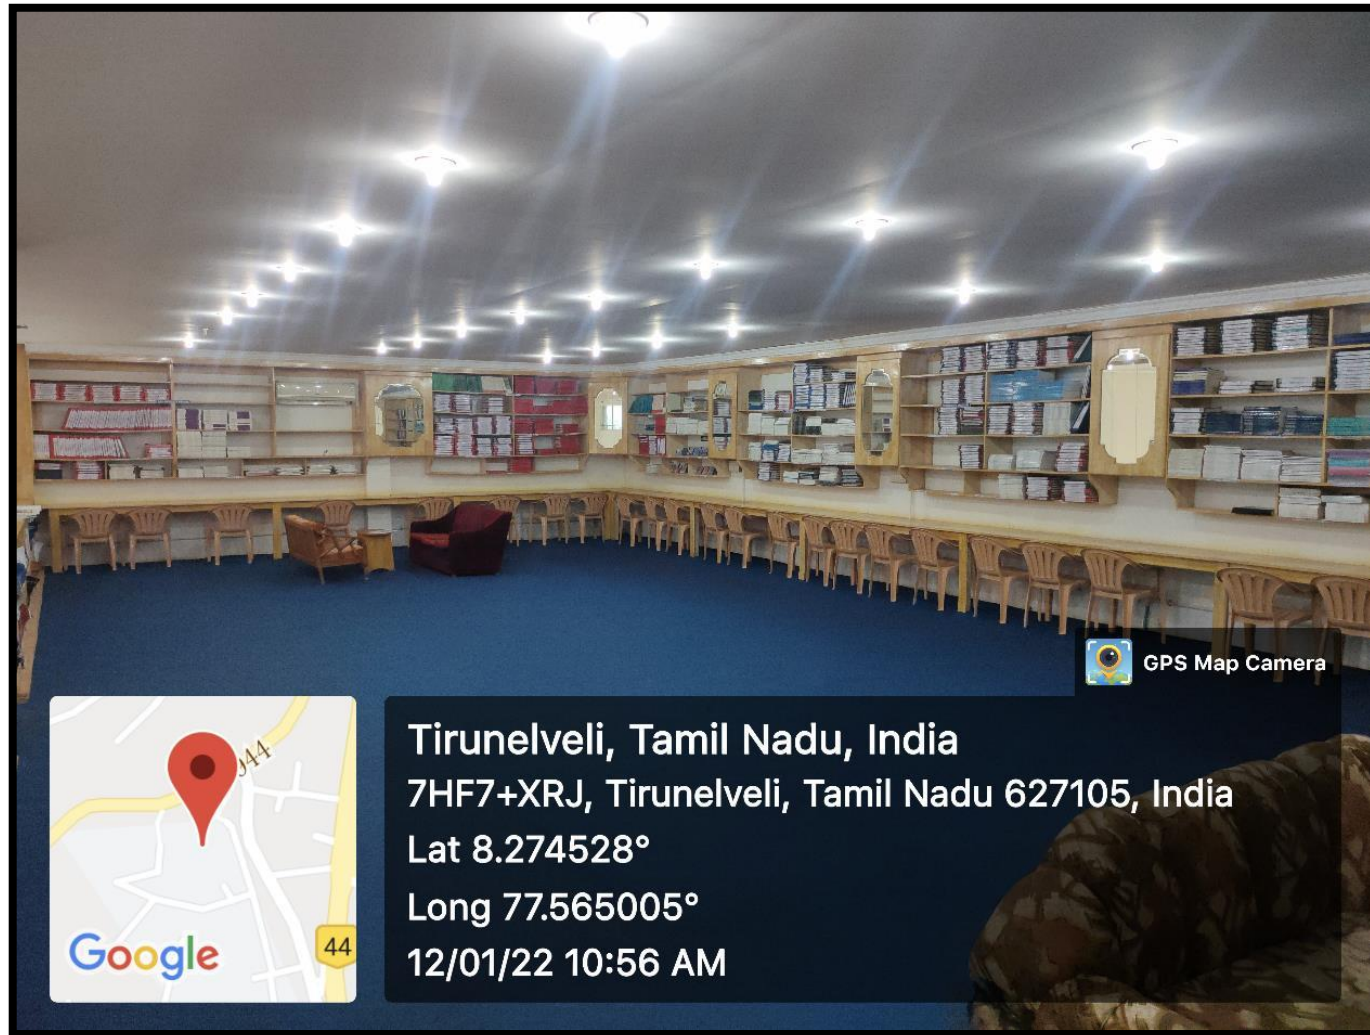 GPS Map Camera
944
44
Google
Tirunelveli, Tamil Nadu, India
7HF7+XRJ, Tirunelveli, Tamil Nadu 627105, India
Lat 8.274528°
Long 77.565005°
12/01/22 10:56 AM